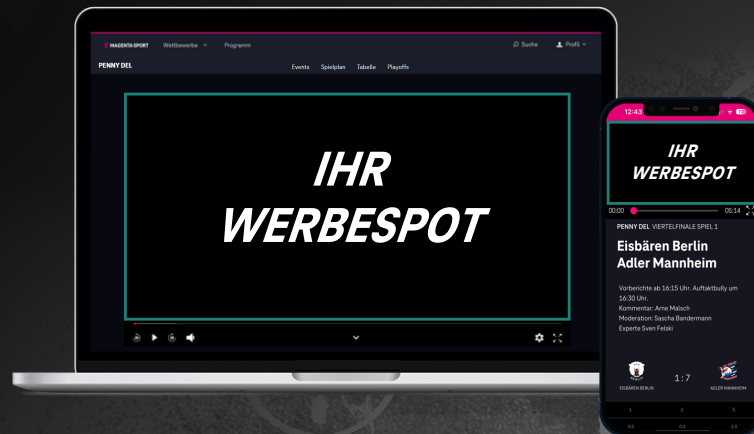 MAGENTA SPORT Wettbewerbe Programm Suche Profil
PENNY DEL Events Spielplan Tabelle Playoffs
IHR
WERBESPOT
12:43
IHR
WERBESPOT
00:00 05:14
PENNY DEL VIERTELFINALE SPIEL 1
Eisbären Berlin
Adler Mannheim
Vorberichte ab 16:15 Uhr. Auftaktbully um
16:30 Uhr.
Kommentar: Arne Malsch
Moderation: Sascha Bandermann
Experte Sven Felski
1:7
EISBÄREN BERLIN ADLER MANNHEIM
1 2 3